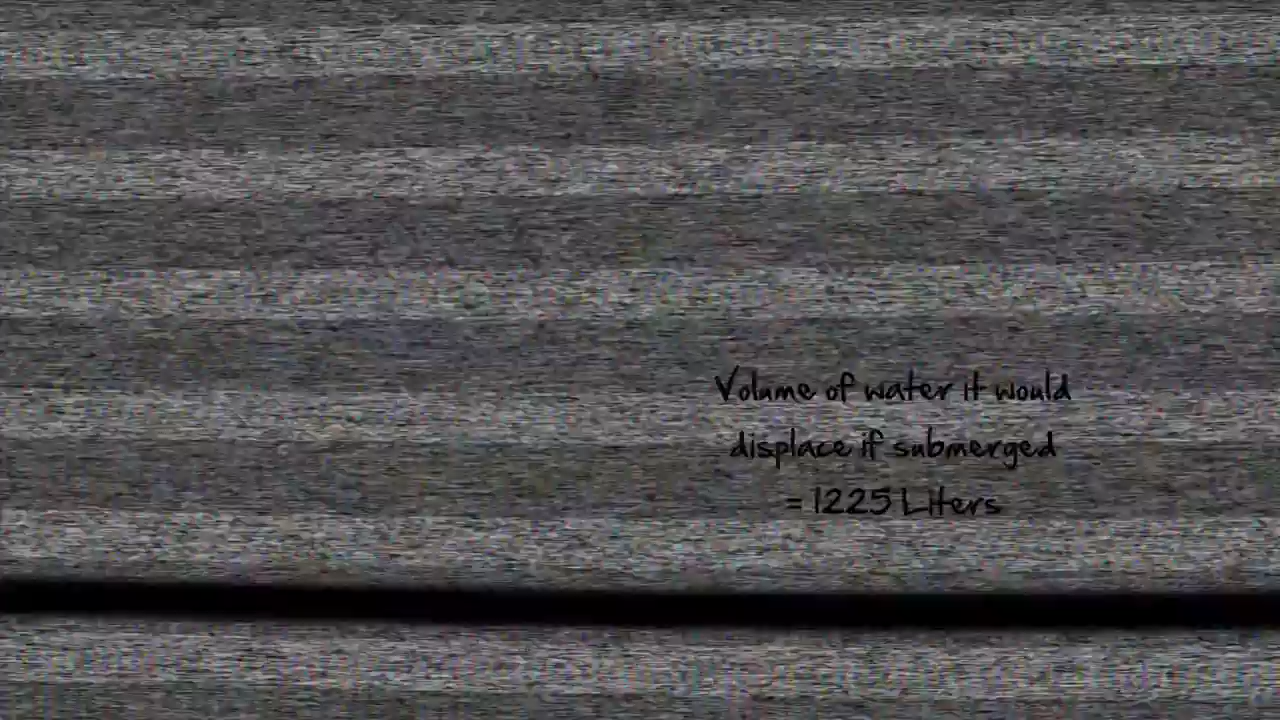 Volume of water it would
displace if submerged
= 1225 Liters